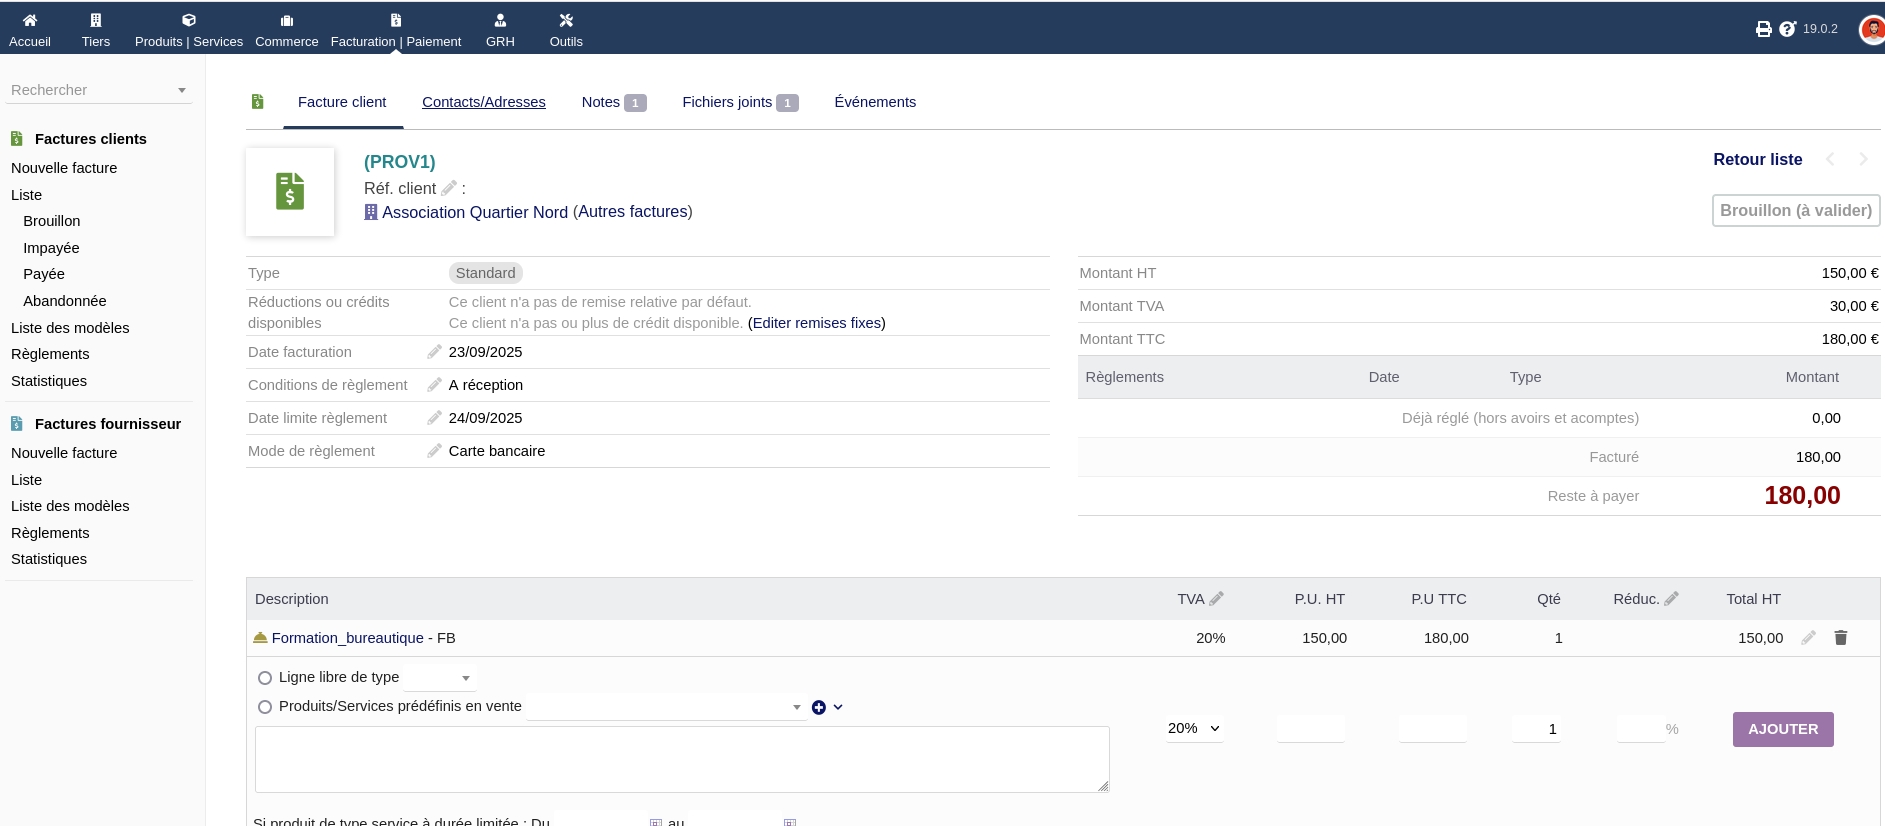 Accueil Tiers Produits | Services Commerce Facturation | Paiement GRH Outils 19.0.2
Rechercher
Factures clients
Nouvelle facture
Liste
Brouillon
Impayée
Payée
Abandonnée
Liste des modèles
Règlements
Statistiques
Factures fournisseur
Nouvelle facture
Liste
Liste des modèles
Règlements
Statistiques
Facture client Contacts/Adresses Notes 1 Fichiers joints 1 Événements
(PROV1)
Réf. client :
Association Quartier Nord (Autres factures)
Retour liste
Brouillon (à valider)
Type Standard
Réductions ou crédits disponibles
Ce client n'a pas de remise relative par défaut.
Ce client n'a pas ou plus de crédit disponible. (Editer remises fixes)
Date facturation 23/09/2025
Conditions de règlement A réception
Date limite règlement 24/09/2025
Mode de règlement Carte bancaire
Montant HT 150,00 €
Montant TVA 30,00 €
Montant TTC 180,00 €
Règlements Date Type Montant
Déjà réglé (hors avoirs et acomptes) 0,00
Facturé 180,00
Reste à payer 180,00
Description TVA P.U. HT P.U TTC Qté Réduc. Total HT
Formation_bureautique - FB 20% 150,00 180,00 1 150,00
Ligne libre de type
Produits/Services prédéfinis en vente
20% 1 % AJOUTER
Si produit de type service à durée limitée : Du au